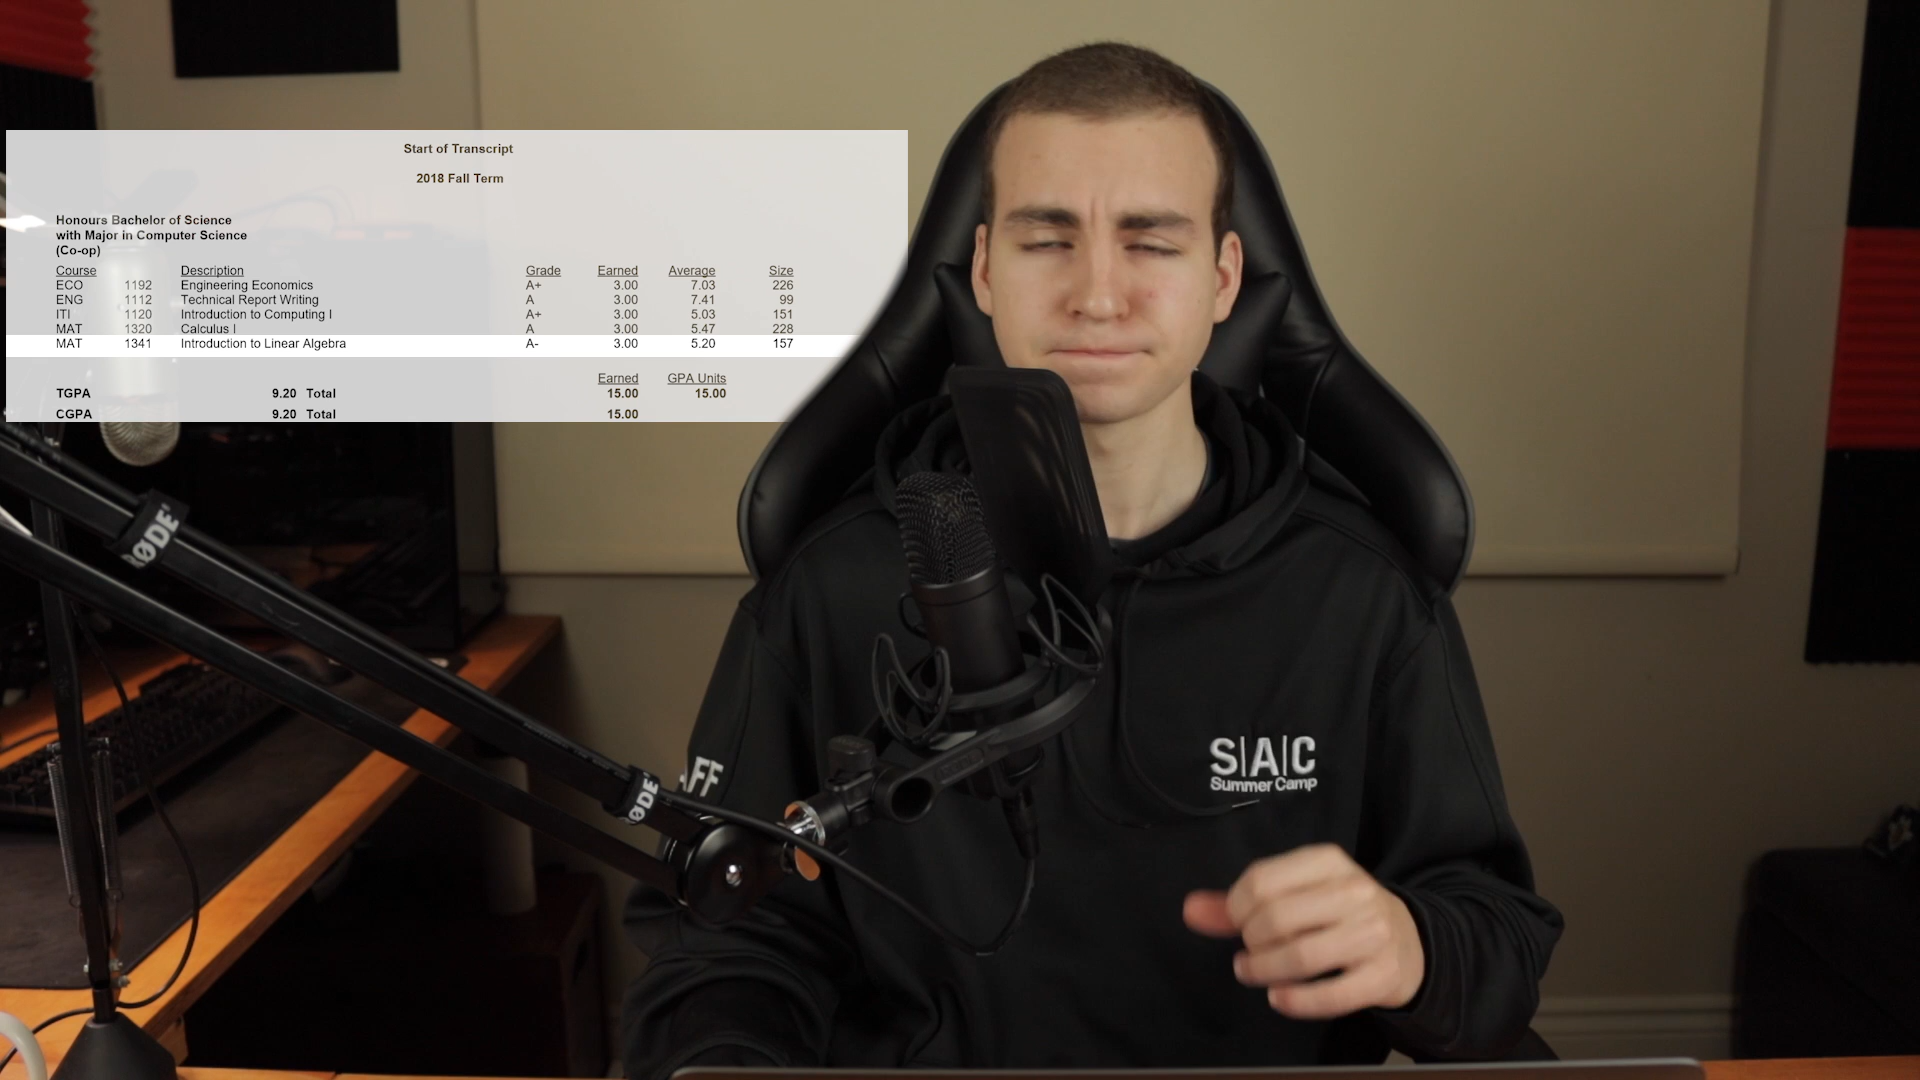 Start of Transcript
2018 Fall Term
Honours Bachelor of Science
with Major in Computer Science
(Co-op)
Course Description Grade Earned Average Size
ECO 1192 Engineering Economics A+ 3.00 7.03 226
ENG 1112 Technical Report Writing A 3.00 7.41 99
ITI 1120 Introduction to Computing I A+ 3.00 5.03 151
MAT 1320 Calculus I A 3.00 5.47 228
MAT 1341 Introduction to Linear Algebra A- 3.00 5.20 157
Earned GPA Units
TGPA 9.20 Total 15.00 15.00
CGPA 9.20 Total 15.00
RØDE
RØDE
AFF
S|A|C
Summer Camp